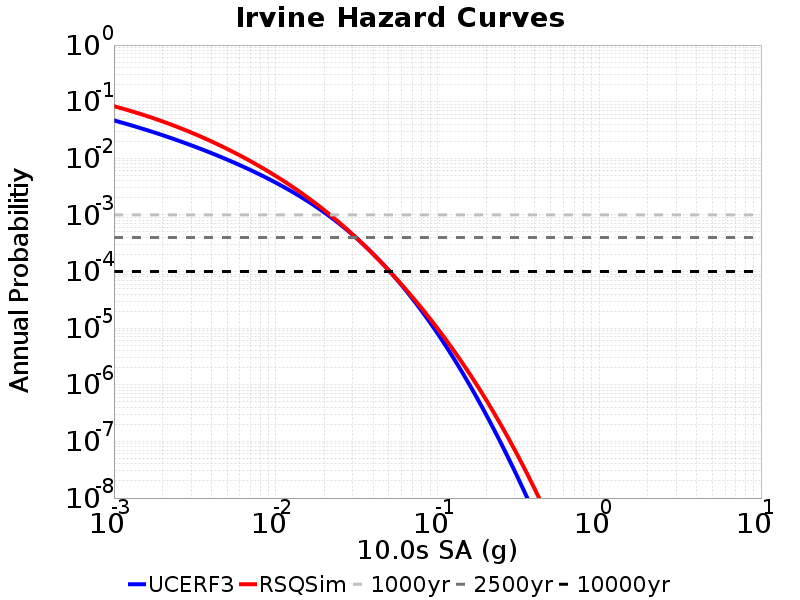 Irvine Hazard Curves
10^0
10^-1
10^-2
10^-3
10^-4
10^-5
10^-6
10^-7
10^-8
Annual Probabilitiy
10^-3 10^-2 10^-1 10^0 10^1
10.0s SA (g)
UCERF3 RSQSim 1000yr 2500yr 10000yr